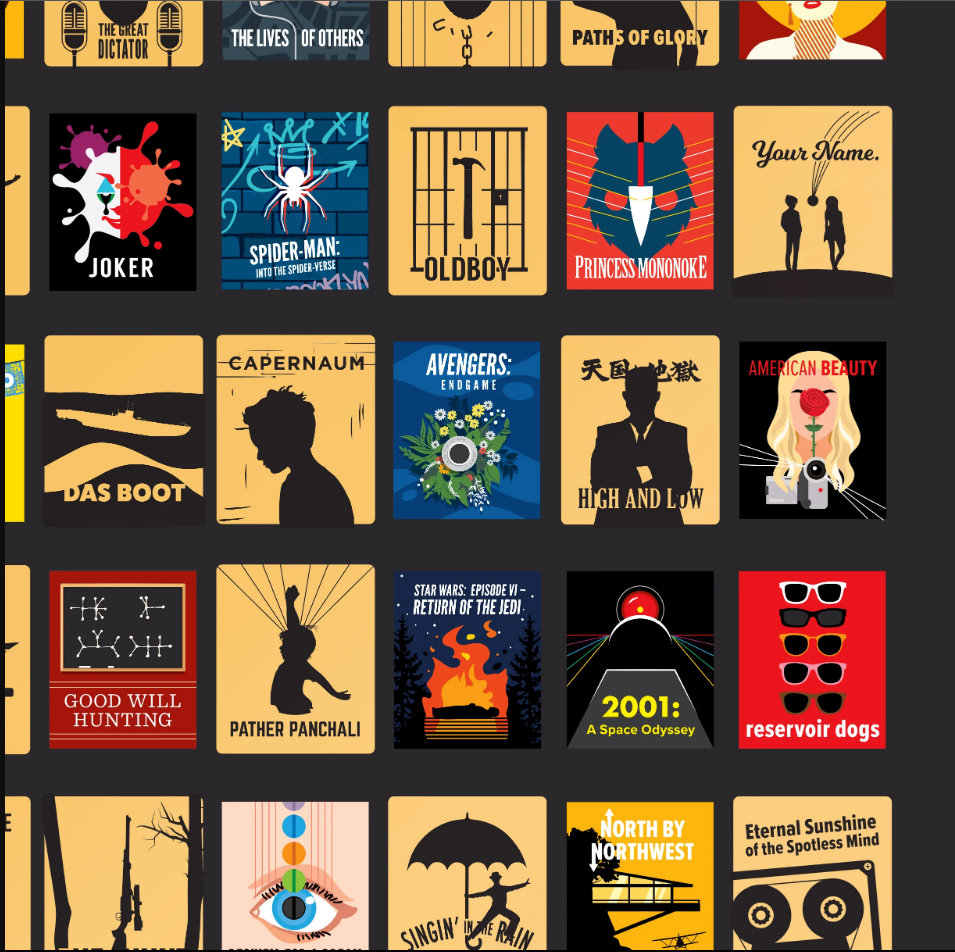 THE GREAT
DICTATOR
THE LIVES OF OTHERS
PATHS OF GLORY
JOKER
SPIDER-MAN:
INTO THE SPIDER-VERSE
BROOKLYN
OLDBOY
PRINCESS MONONOKE
Your Name.
DAS BOOT
CAPERNAUM
AVENGERS:
ENDGAME
天国と地獄
HIGH AND LOW
AMERICAN BEAUTY
GOOD WILL
HUNTING
PATHER PANCHALI
STAR WARS: EPISODE VI –
RETURN OF THE JEDI
2001:
A Space Odyssey
reservoir dogs
E
SINGIN' IN THE RAIN
NORTH BY
NORTHWEST
Eternal Sunshine
of the Spotless Mind